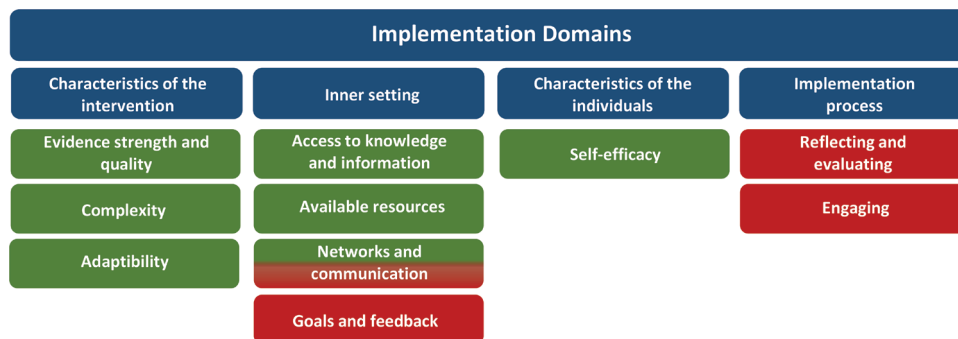 Implementation Domains
Characteristics of the
intervention
Inner setting
Characteristics of the
individuals
Implementation
process
Evidence strength and
quality
Access to knowledge
and information
Self-efficacy
Reflecting and
evaluating
Complexity
Available resources
Engaging
Adaptibility
Networks and
communication
Goals and feedback